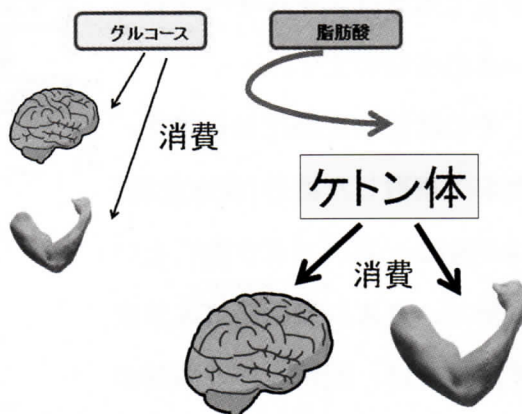 グルコース
脂肪酸
消費
ケトン体
消費